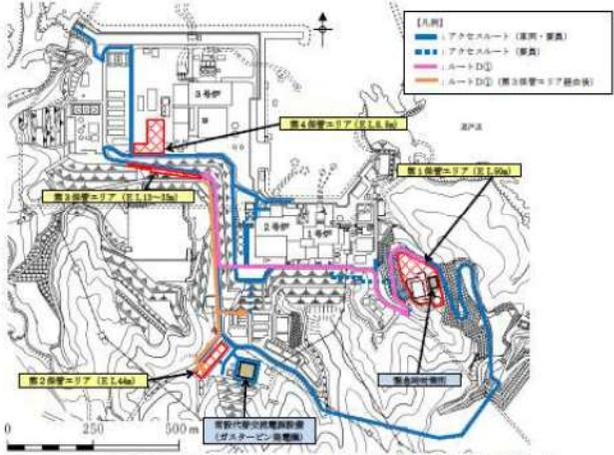 【凡例】
：アクセスルート（車両・要員）
：アクセスルート（要員）
：ルートD①
：ルートD①（第3保管エリア経由後）
3号炉
第4保管エリア（EL8.5m）
第1保管エリア（EL50m）
第3保管エリア（EL13～33m）
2号炉
1号炉
第2保管エリア（EL44m）
緊急時対策所
常設代替交流電源設備
（ガスタービン発電機）
0 250 500m